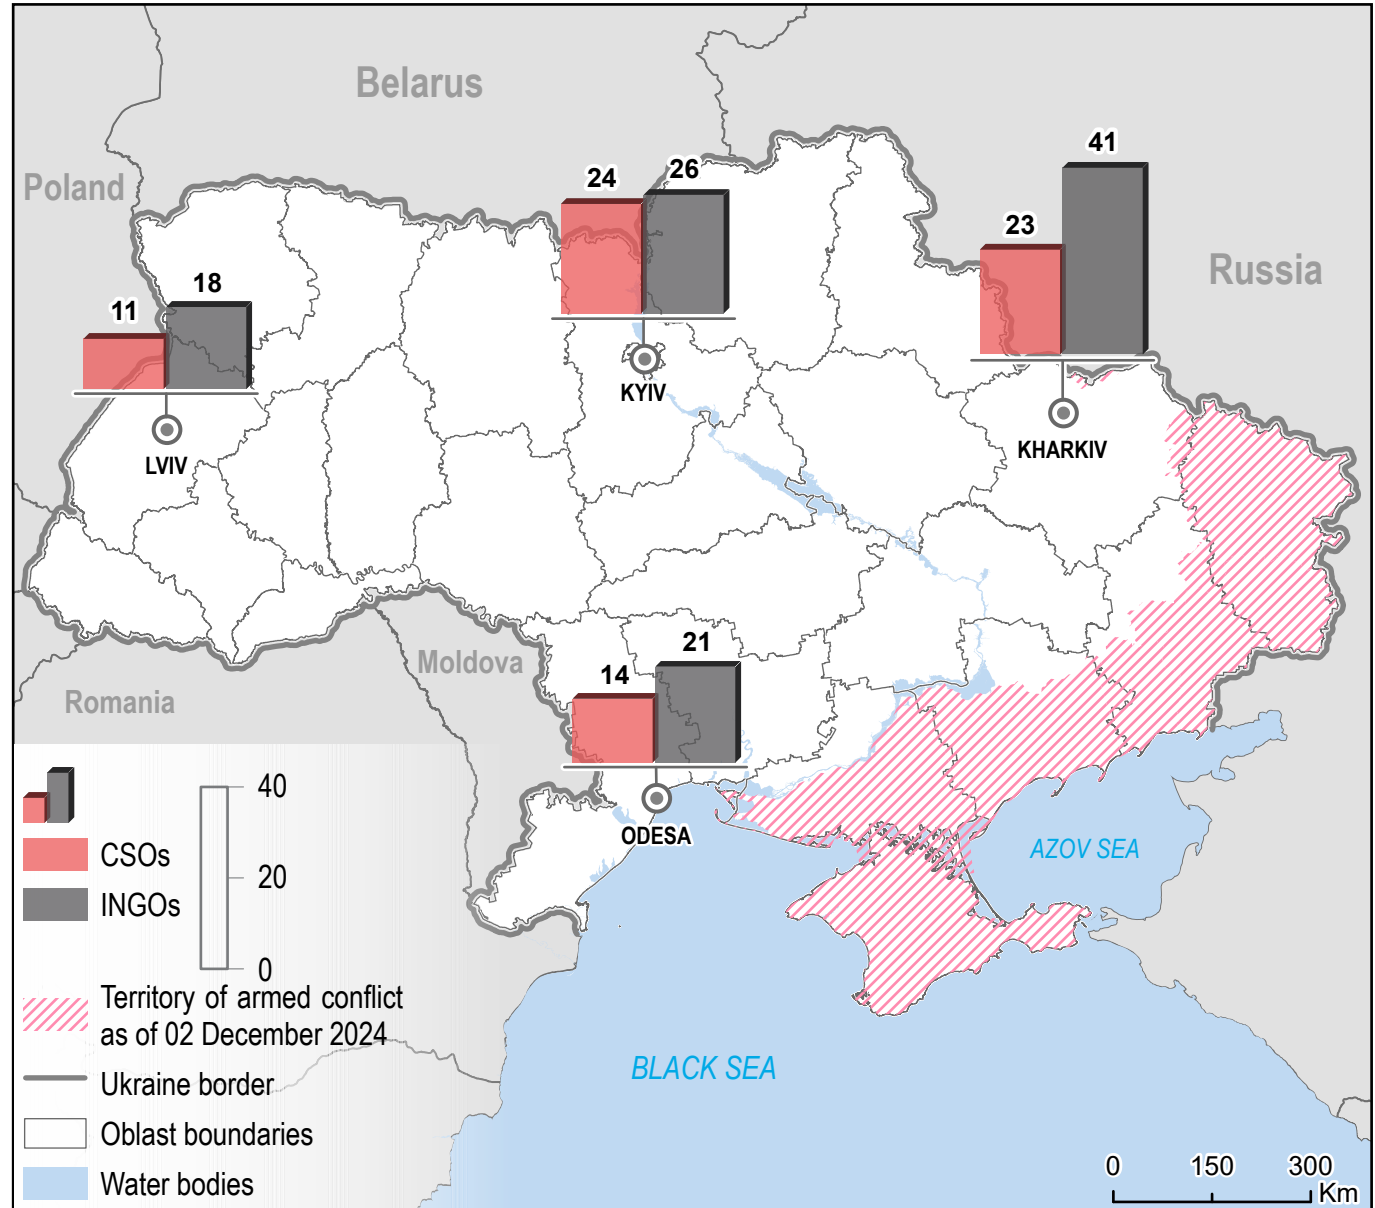 Belarus
Poland
Russia
Moldova
Romania
24
26
23
41
11
18
14
21
KYIV
KHARKIV
LVIV
ODESA
AZOV SEA
BLACK SEA
CSOs
INGOs
40
20
0
Territory of armed conflict
as of 02 December 2024
Ukraine border
Oblast boundaries
Water bodies
0 150 300
Km